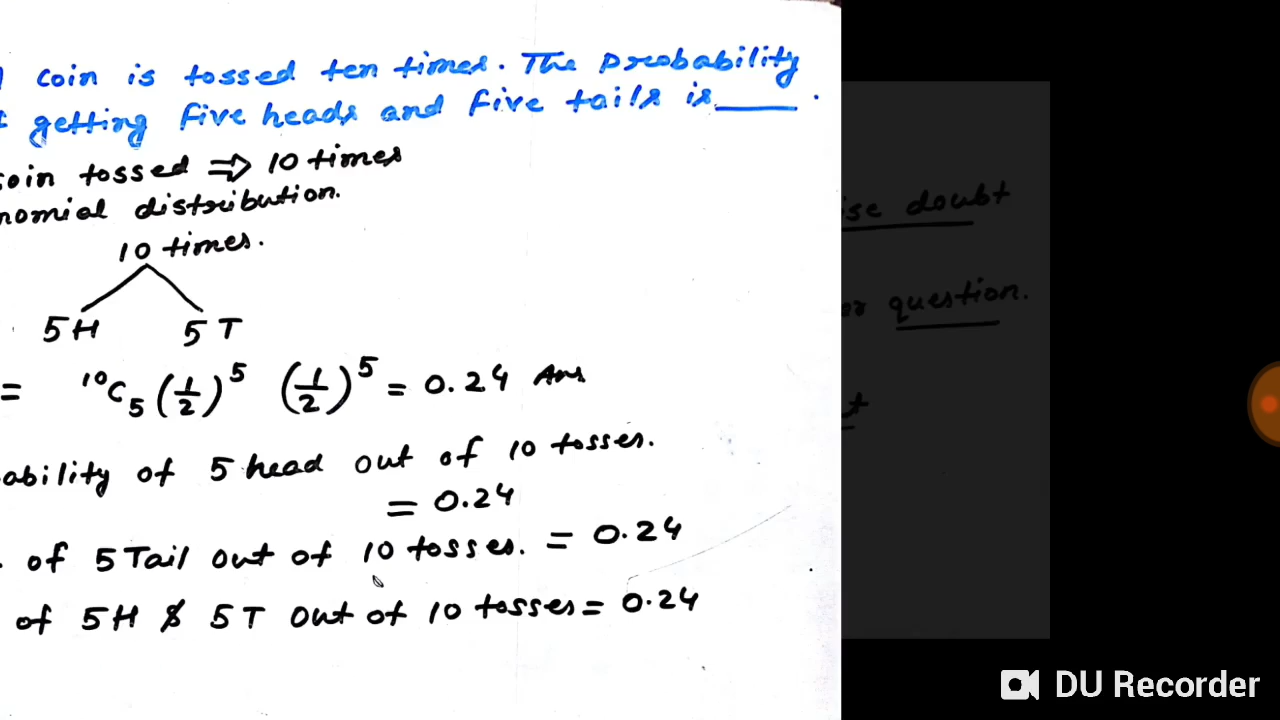 coin is tossed ten times. The probability
getting five heads and five tails is____.
coin tossed ⇒ 10 times
nomial distribution.
10 times.
5H 5T
= ¹⁰C₅ (1/2)⁵ (1/2)⁵ = 0.24 Ans
ability of 5 head out of 10 tosses.
= 0.24
. of 5 Tail out of 10 tosses. = 0.24
of 5H & 5T out of 10 tosses = 0.24
ise doubt
or question.
DU Recorder